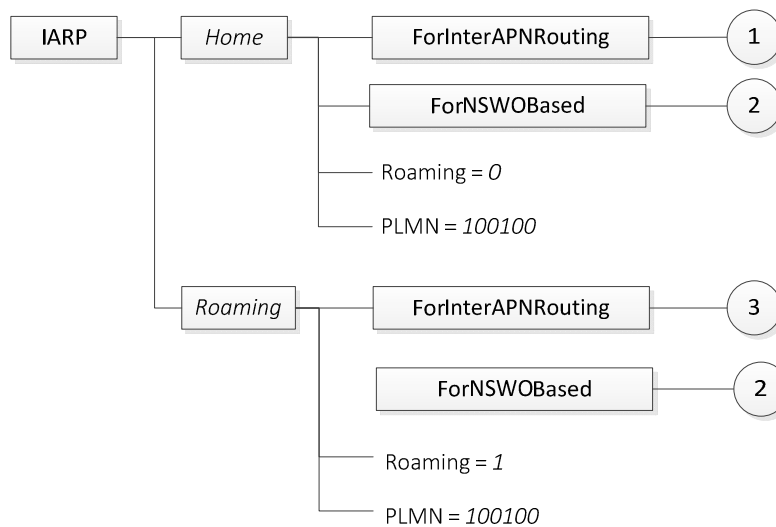 IARP Home ForInterAPNRouting 1
ForNSWOBased 2
Roaming = 0
PLMN = 100100
Roaming ForInterAPNRouting 3
ForNSWOBased 2
Roaming = 1
PLMN = 100100